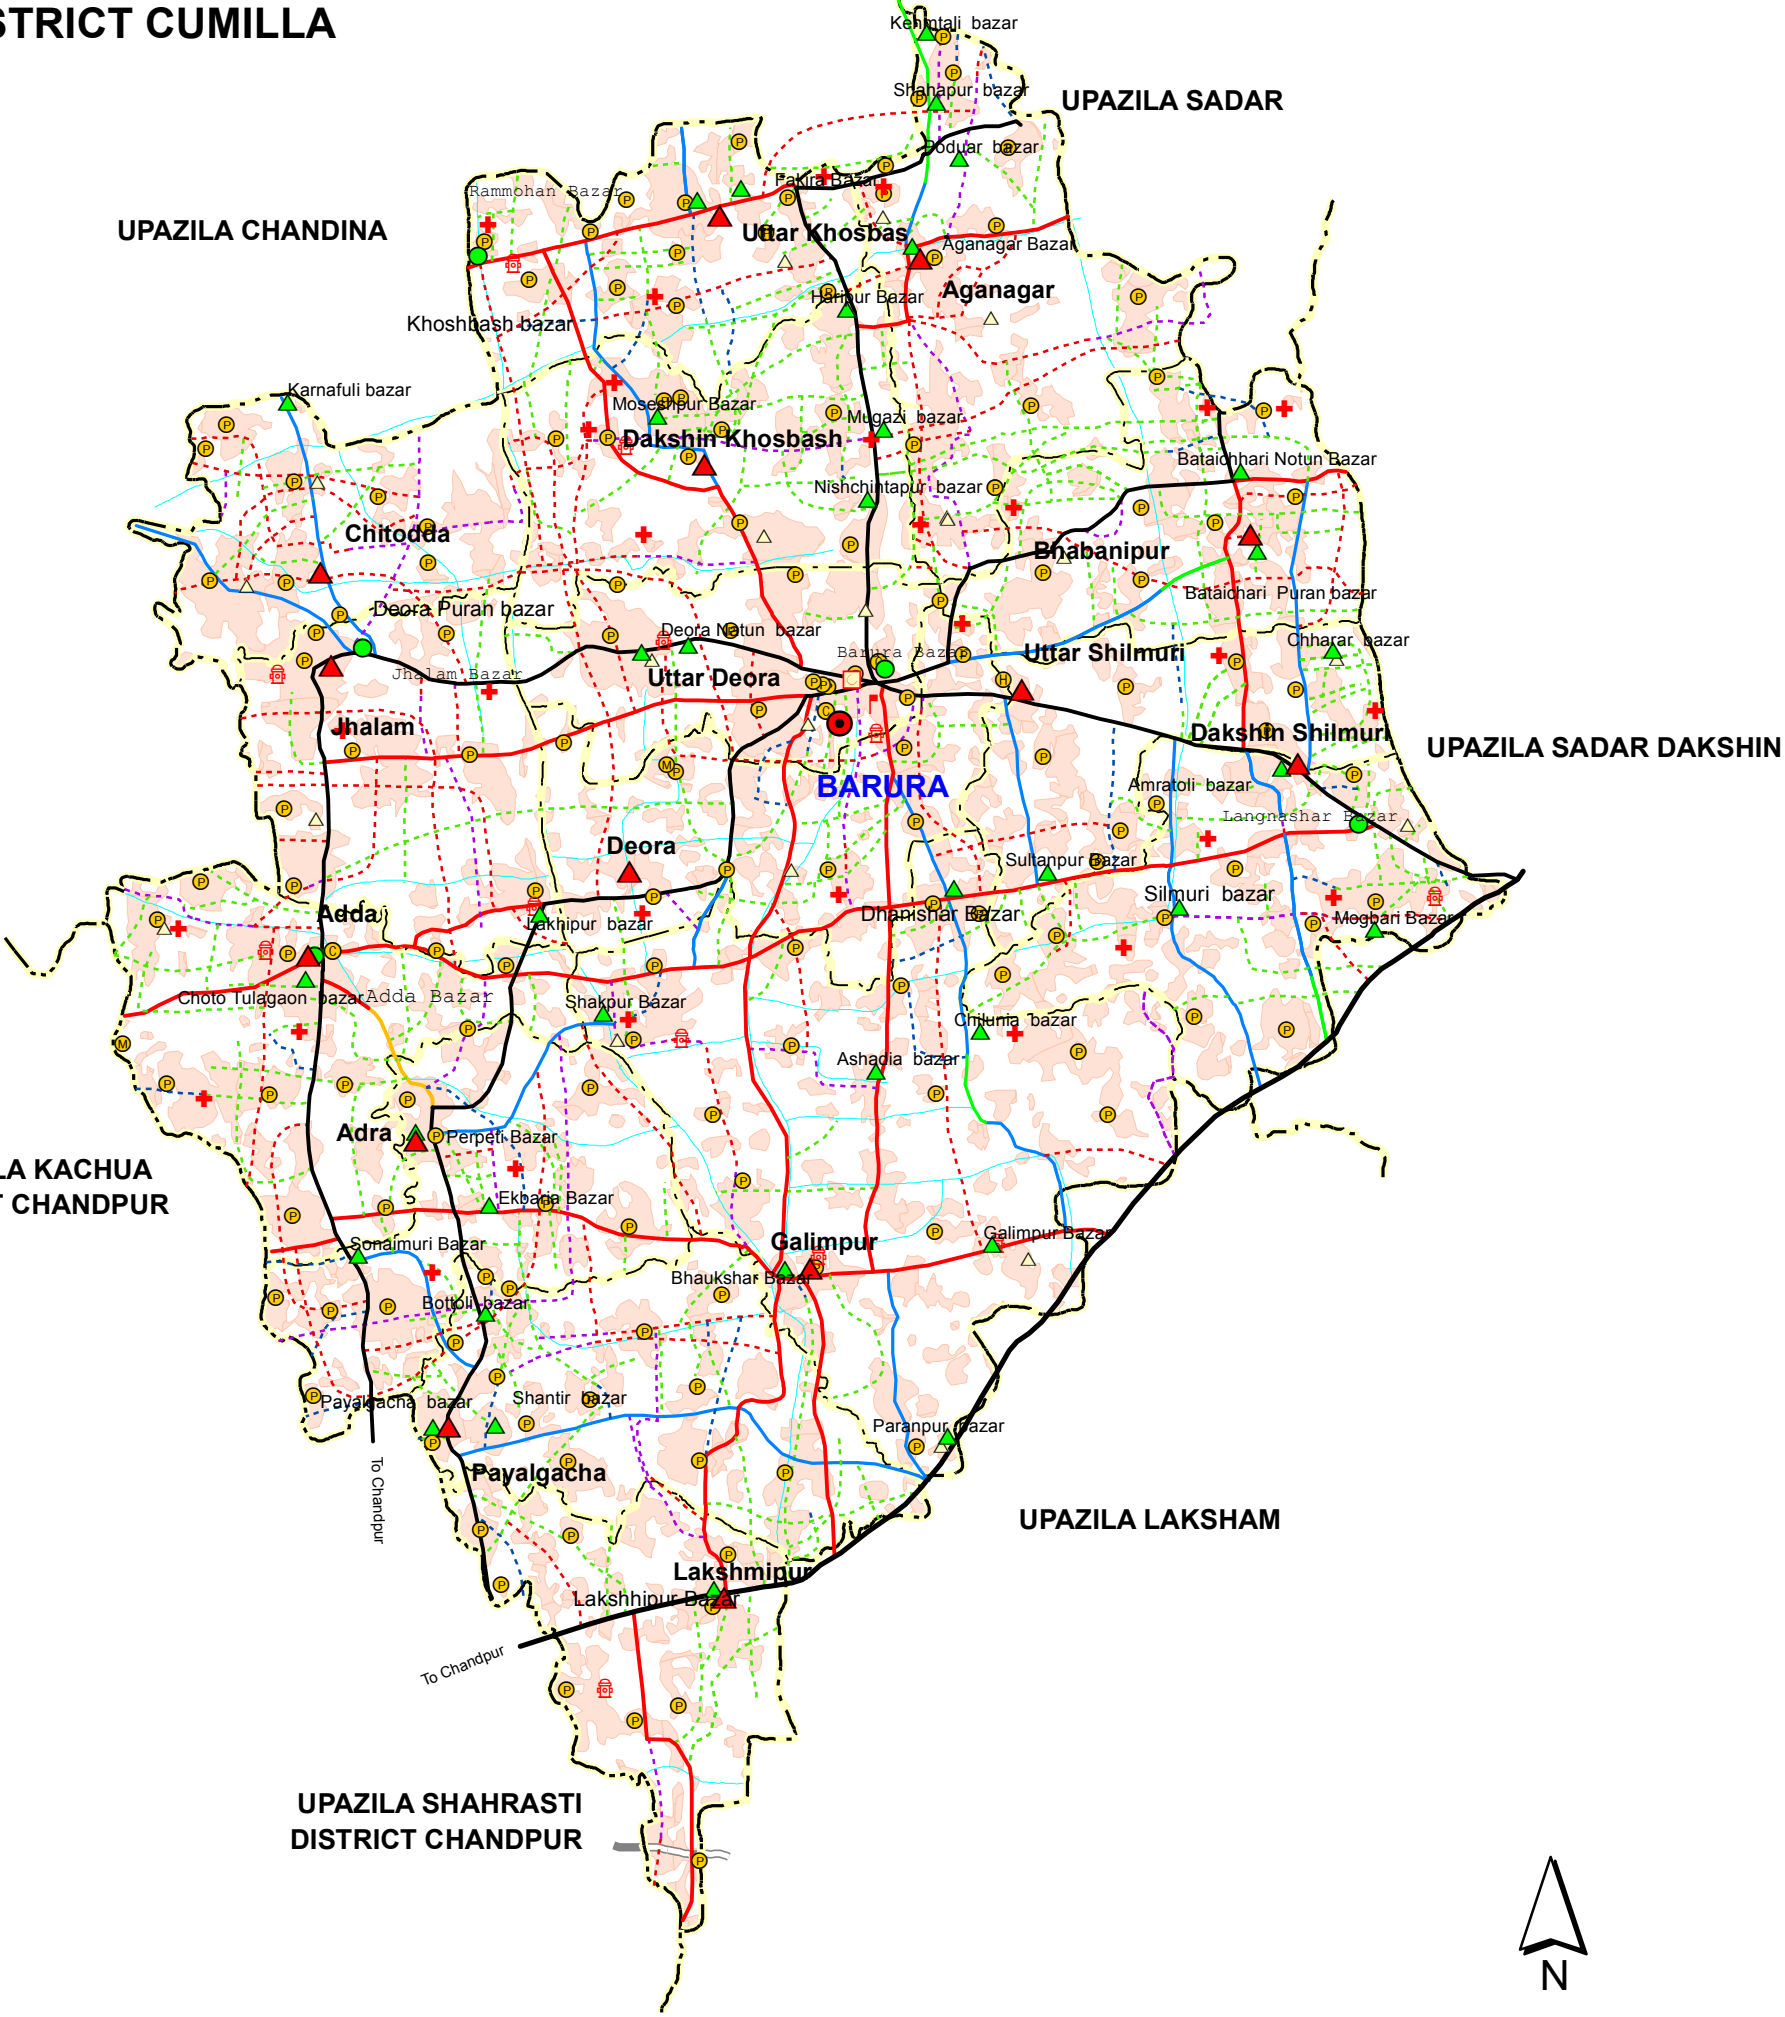 STRICT CUMILLA
Kehmtali bazar
Shahapur bazar
UPAZILA SADAR
Poduar bazar
Fakira Bazar
Rammohan Bazar
UPAZILA CHANDINA
Uttar Khosbas
Aganagar Bazar
Aganagar
Haripur Bazar
Khoshbash bazar
Karnafuli bazar
Moseshpur Bazar
Mugazi bazar
Dakshin Khosbash
Bataichhari Notun Bazar
Nishchintapur bazar
Chitodda
Bhabanipur
Bataichari Puran bazar
Deora Puran bazar
Deora Natun bazar
Chharar bazar
Barura Bazar
Uttar Shilmuri
Jhalam Bazar
Uttar Deora
Jhalam
Dakshin Shilmuri
UPAZILA SADAR DAKSHIN
BARURA
Amratoli bazar
Langnashar Bazar
Deora
Sultanpur Bazar
Silmuri bazar
Adda
Dhanishar Bazar
Mogbari Bazar
Lakhipur bazar
Choto Tulagaon bazar
Adda Bazar
Shakpur Bazar
Chilunia bazar
Ashadia bazar
Adra
Perpeti Bazar
LA KACHUA
T CHANDPUR
Ekbaria Bazar
Galimpur
Galimpur Bazar
Sonaimuri Bazar
Bhaukshar Bazar
Bottoli bazar
Payalgacha bazar
Shantir bazar
Paranpur bazar
To Chandpur
Payalgacha
UPAZILA LAKSHAM
Lakshmipur
Lakshhipur Bazar
To Chandpur
UPAZILA SHAHRASTI
DISTRICT CHANDPUR
N